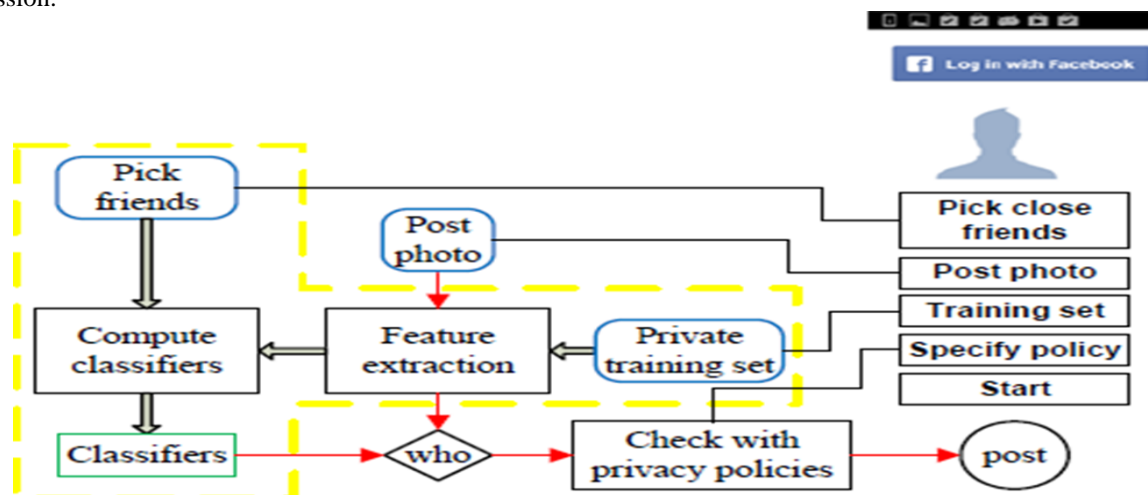 ssion.
Log in with Facebook
Pick
friends
Post
photo
Pick close
friends
Post photo
Training set
Specify policy
Start
Compute
classifiers
Feature
extraction
Private
training set
Classifiers
who
Check with
privacy policies
post